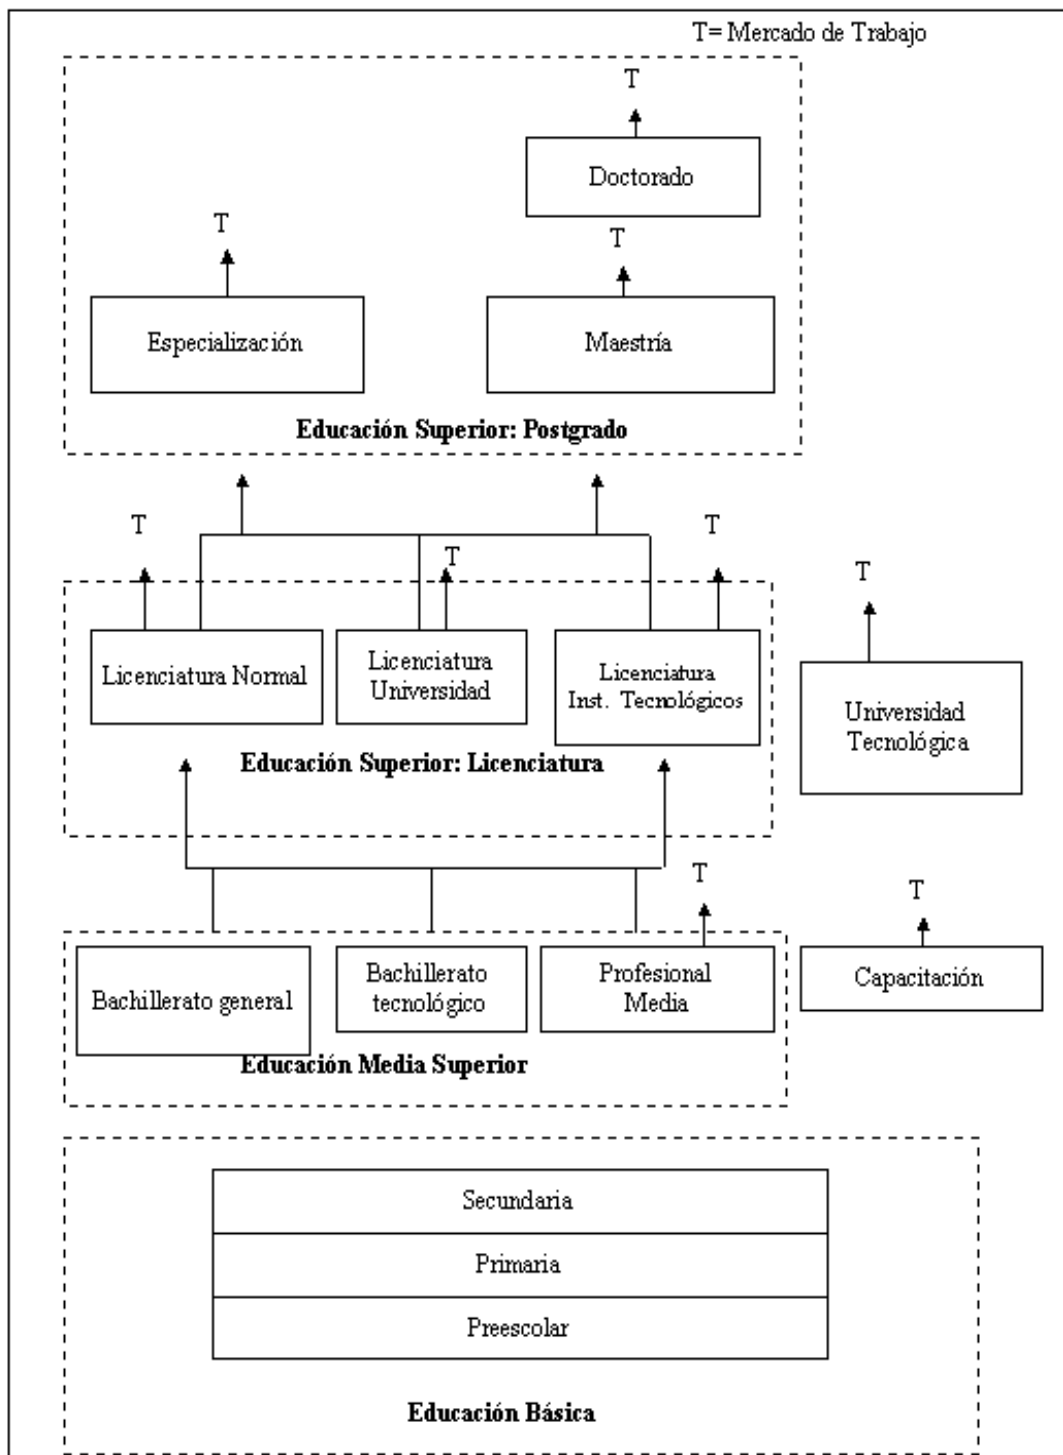 T= Mercado de Trabajo
T
Doctorado
T
T
Especialización
Maestría
Educación Superior: Postgrado
T
T
T
Licenciatura Normal
Licenciatura
Universidad
Licenciatura
Inst. Tecnológicos
T
Universidad
Tecnológica
Educación Superior: Licenciatura
T
T
Bachillerato general
Bachillerato
tecnológico
Profesional
Media
Capacitación
Educación Media Superior
Secundaria
Primaria
Preescolar
Educación Básica